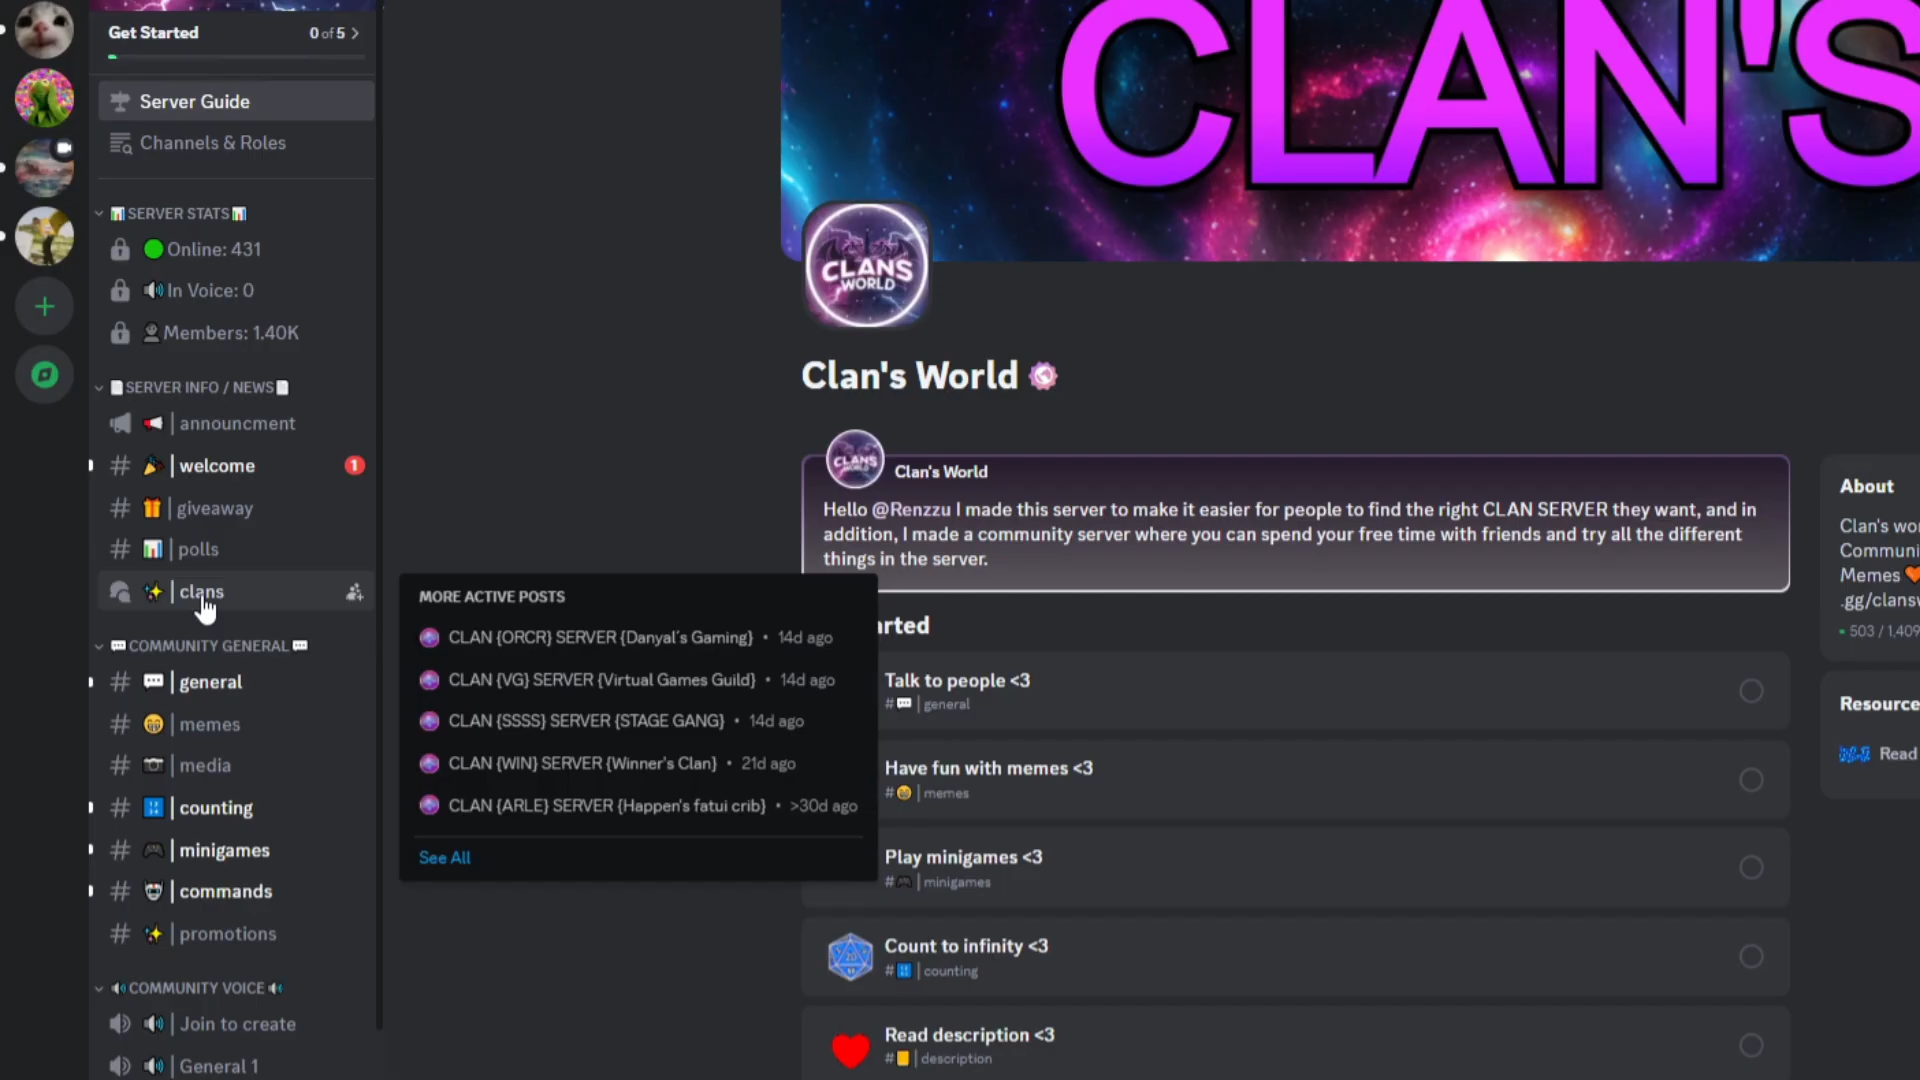 Get Started
0 of 5
Server Guide
Channels & Roles
SERVER STATS
Online: 431
In Voice: 0
Members: 1.40K
SERVER INFO / NEWS
| announcment
# | welcome 1
# | giveaway
# | polls
| clans
COMMUNITY GENERAL
# | general
# | memes
# | media
# | counting
# | minigames
# | commands
# | promotions
COMMUNITY VOICE
| Join to create
| General 1
MORE ACTIVE POSTS
CLAN {ORCR} SERVER {Danyal´s Gaming} • 14d ago
CLAN {VG} SERVER {Virtual Games Guild} • 14d ago
CLAN {SSSS} SERVER {STAGE GANG} • 14d ago
CLAN {WIN} SERVER {Winner's Clan} • 21d ago
CLAN {ARLE} SERVER {Happen's fatui crib} • >30d ago
See All
CLAN'S
CLANS
WORLD
Clan's World
CLANS
Clan's World
Hello @Renzzu I made this server to make it easier for people to find the right CLAN SERVER they want, and in
addition, I made a community server where you can spend your free time with friends and try all the different
things in the server.
arted
Talk to people <3
# | general
Have fun with memes <3
# | memes
Play minigames <3
# | minigames
Count to infinity <3
# | counting
Read description <3
# | description
About
Clan's wor
Communi
Memes
.gg/clansw
503 / 1,409
Resource
Read